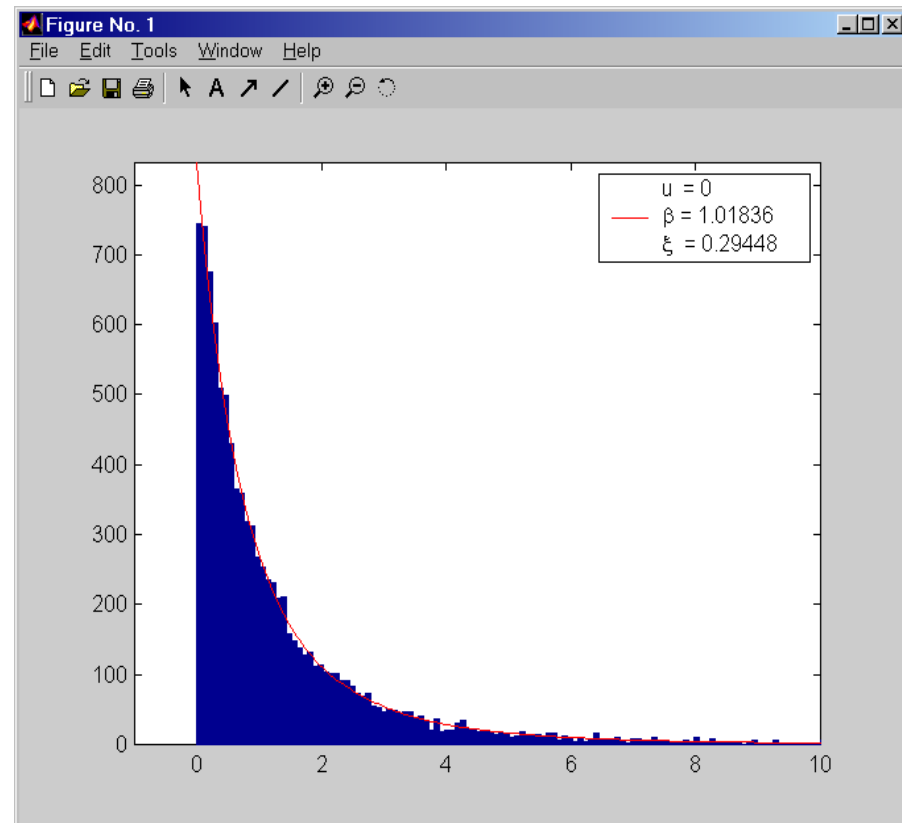 Figure No. 1
File Edit Tools Window Help
A
800
700
600
500
400
300
200
100
0
u = 0
β = 1.01836
ξ = 0.29448
0 2 4 6 8 10